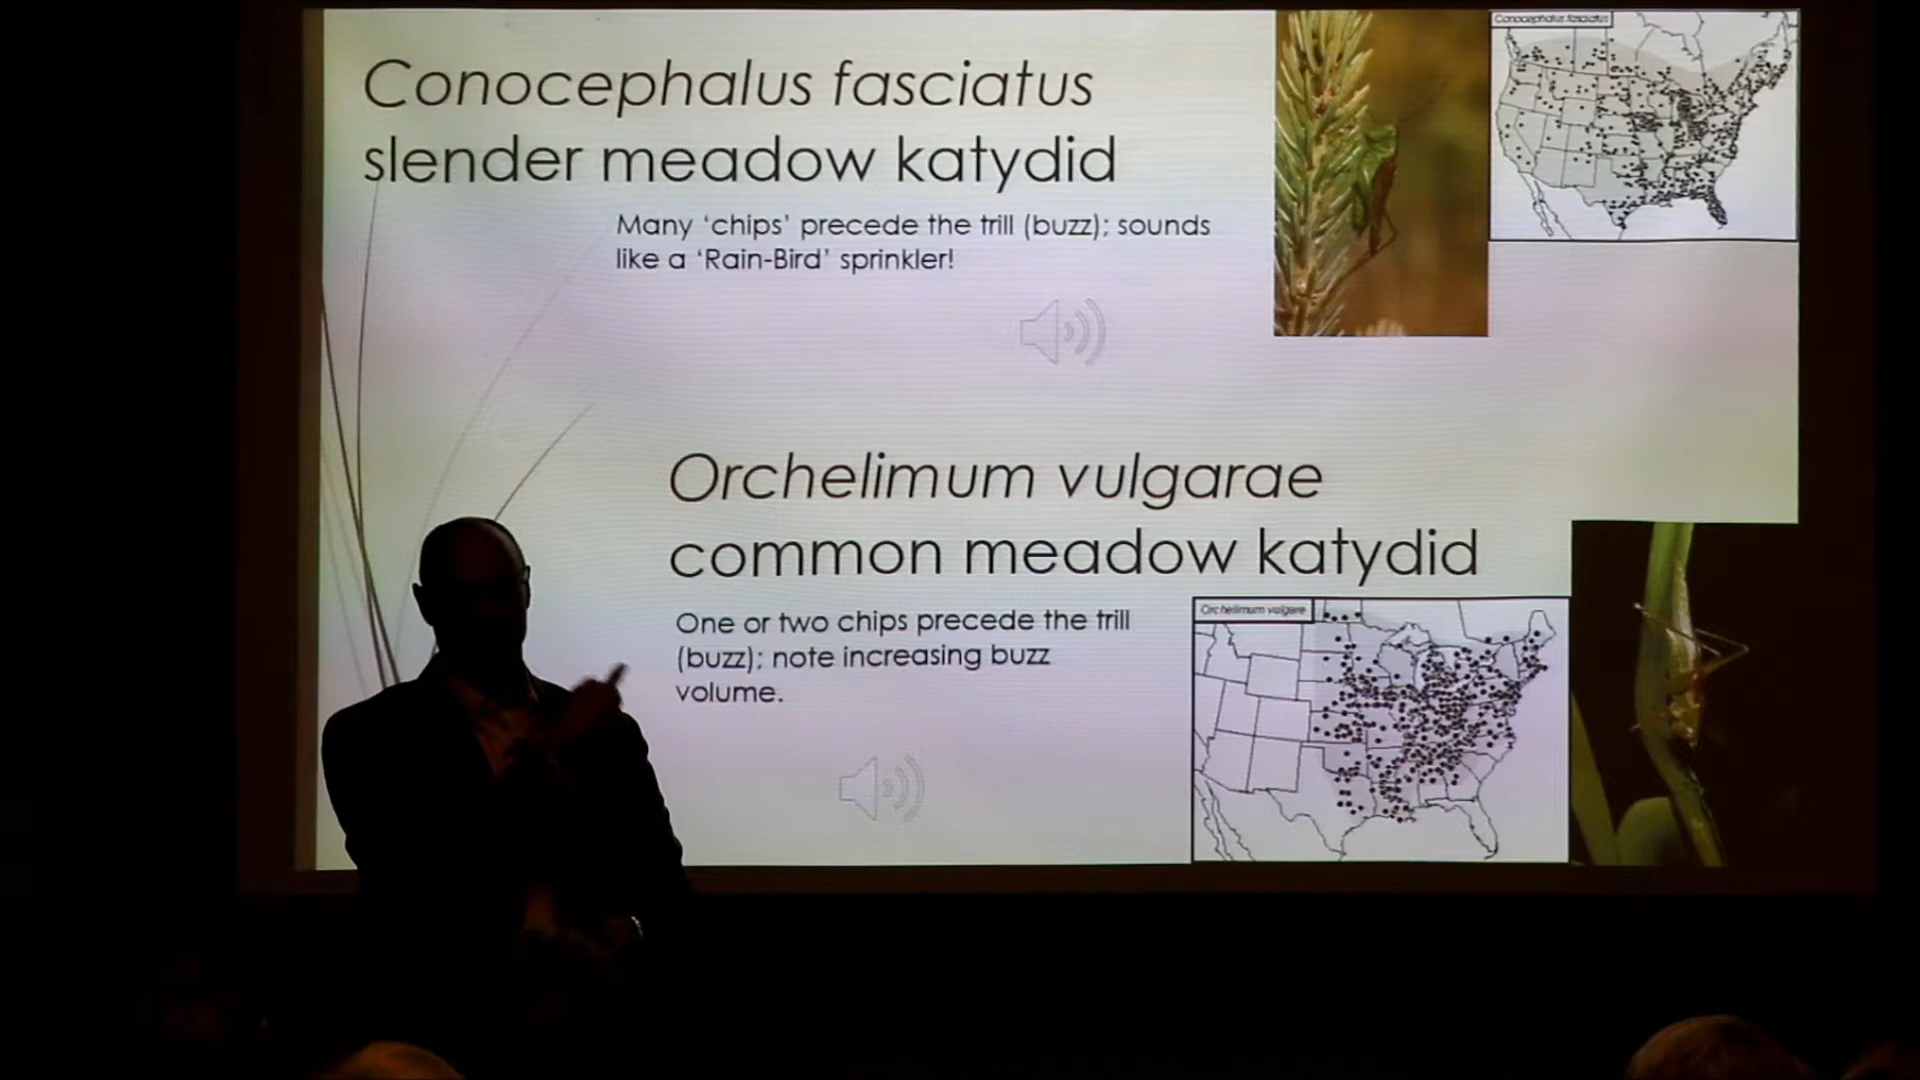 Conocephalus fasciatus
slender meadow katydid
Many ‘chips’ precede the trill (buzz); sounds
like a ‘Rain-Bird’ sprinkler!
Conocephalus fasciatus
Orchelimum vulgarae
common meadow katydid
One or two chips precede the trill
(buzz); note increasing buzz
volume.
Orchelimum vulgare